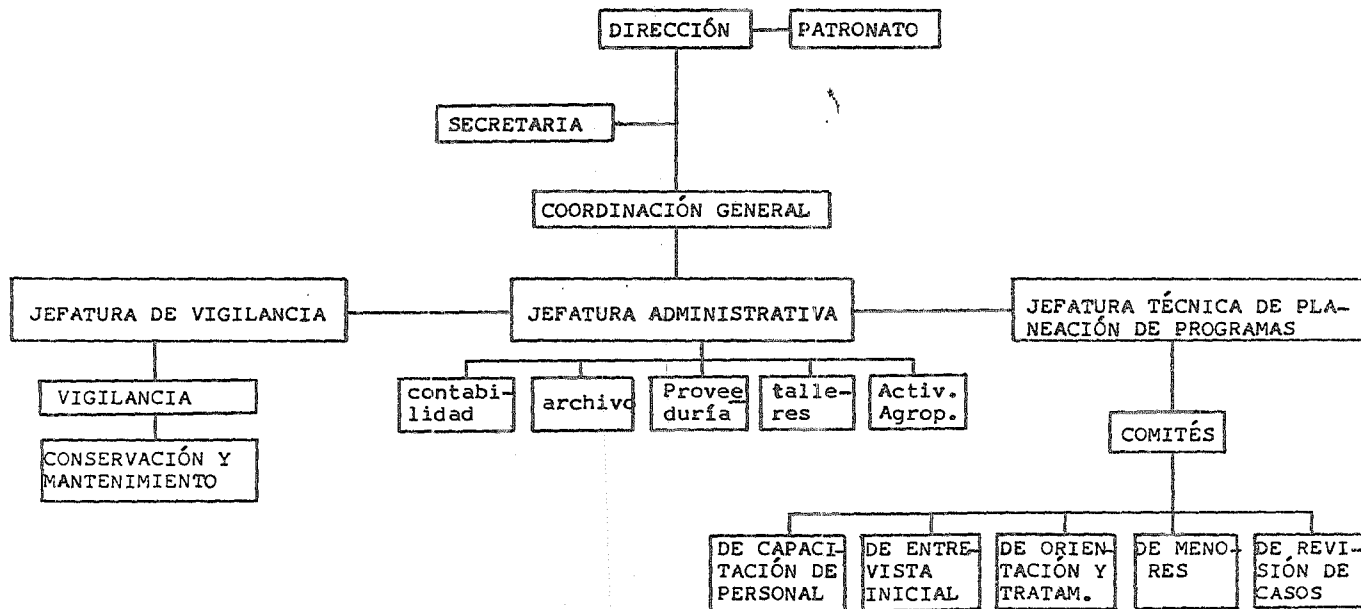 DIRECCIÓN
PATRONATO
SECRETARIA
COORDINACIÓN GENERAL
JEFATURA DE VIGILANCIA
JEFATURA ADMINISTRATIVA
JEFATURA TÉCNICA DE PLA-
NEACIÓN DE PROGRAMAS
VIGILANCIA
CONSERVACIÓN Y
MANTENIMIENTO
contabi-
lidad
archivo
Provee
duría
talle-
res
Activ.
Agrop.
COMITÉS
DE CAPACI-
TACIÓN DE
PERSONAL
DE ENTRE-
VISTA
INICIAL
DE ORIEN-
TACIÓN Y
TRATAM.
DE MENO-
RES
DE REVI-
SIÓN DE
CASOS